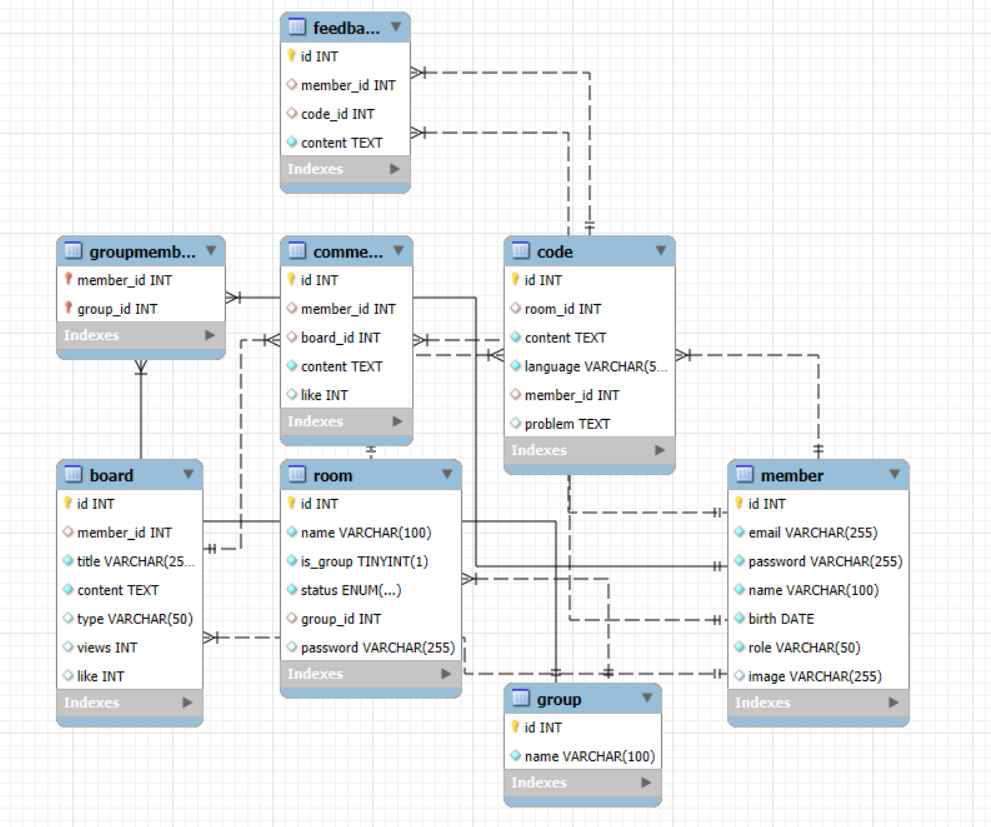 feedba...
id INT
member_id INT
code_id INT
content TEXT
Indexes
groupmemb...
member_id INT
group_id INT
Indexes
comme...
id INT
member_id INT
board_id INT
content TEXT
like INT
Indexes
code
id INT
room_id INT
content TEXT
language VARCHAR(5...
member_id INT
problem TEXT
Indexes
board
id INT
member_id INT
title VARCHAR(25...
content TEXT
type VARCHAR(50)
views INT
like INT
Indexes
room
id INT
name VARCHAR(100)
is_group TINYINT(1)
status ENUM(...)
group_id INT
password VARCHAR(255)
Indexes
member
id INT
email VARCHAR(255)
password VARCHAR(255)
name VARCHAR(100)
birth DATE
role VARCHAR(50)
image VARCHAR(255)
Indexes
group
id INT
name VARCHAR(100)
Indexes